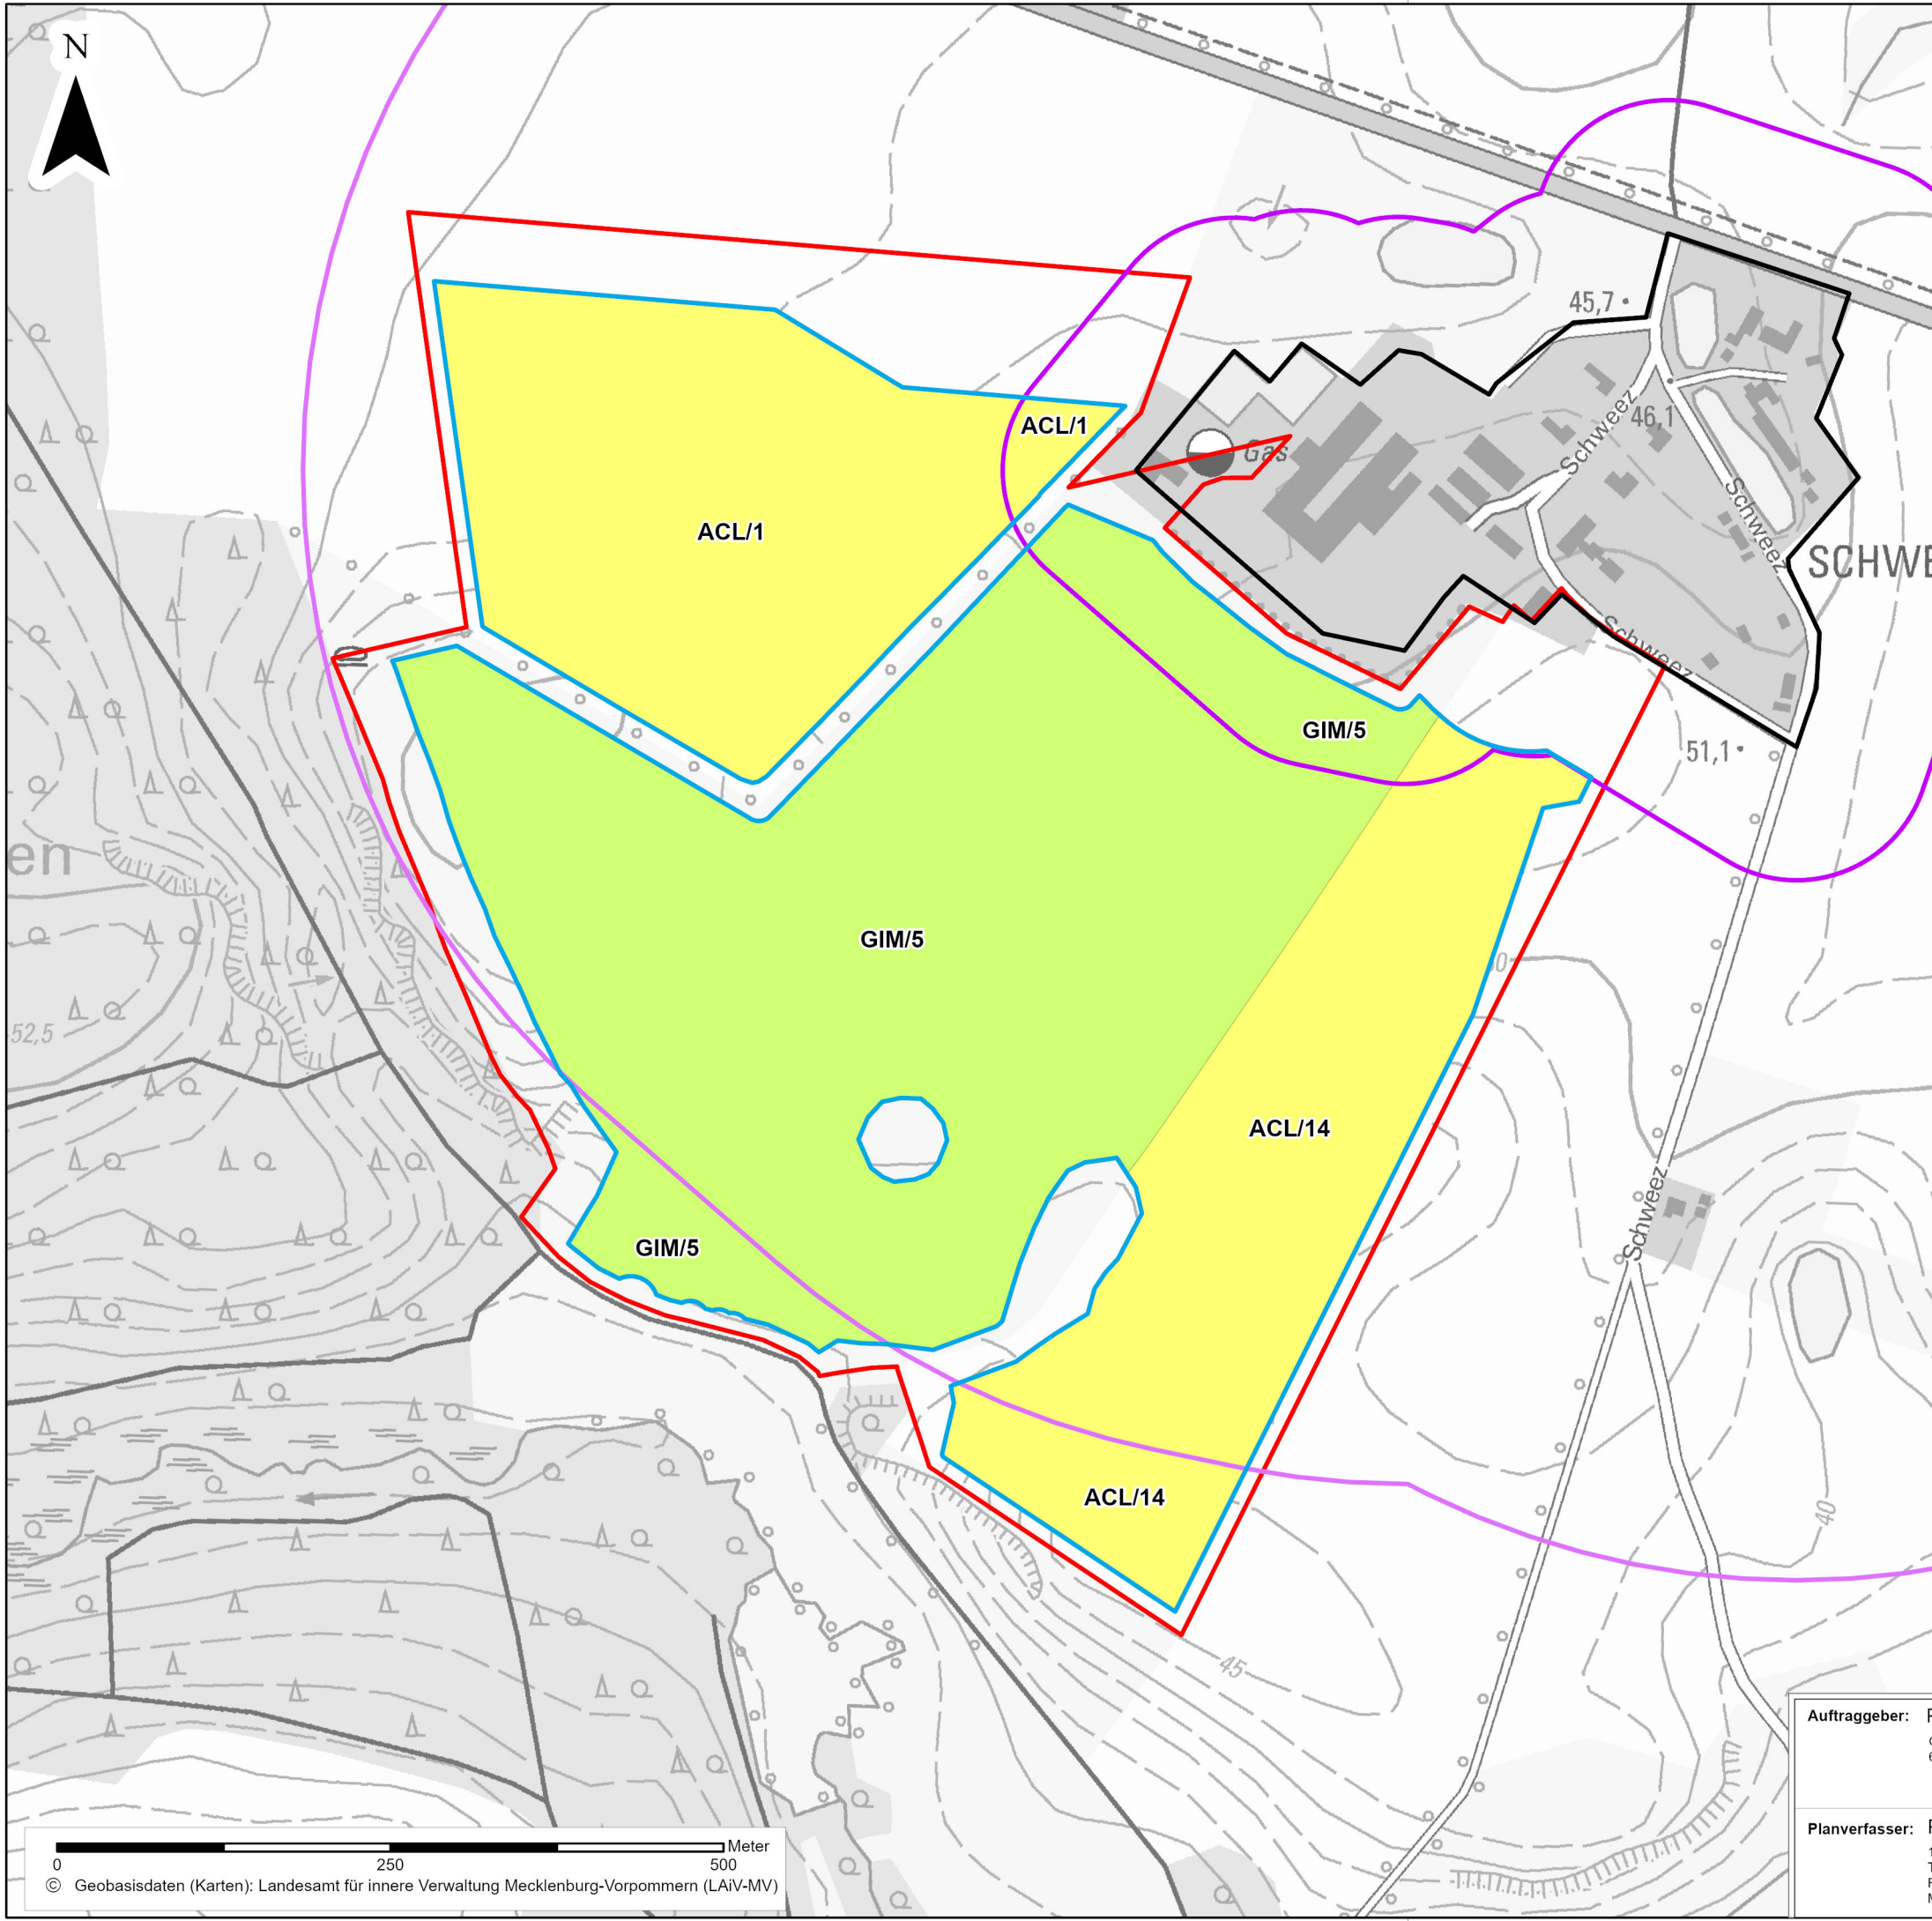 N
45,7
46,1
Schweez
Schweez
Gas
ACL/1
ACL/1
SCHWE
Schweez
GIM/5
51,1
en
GIM/5
52,5
ACL/14
Schweez
GIM/5
ACL/14
40
45
Auftraggeber:
Planverfasser:
Meter
0 250 500
© Geobasisdaten (Karten): Landesamt für innere Verwaltung Mecklenburg-Vorpommern (LAiV-MV)